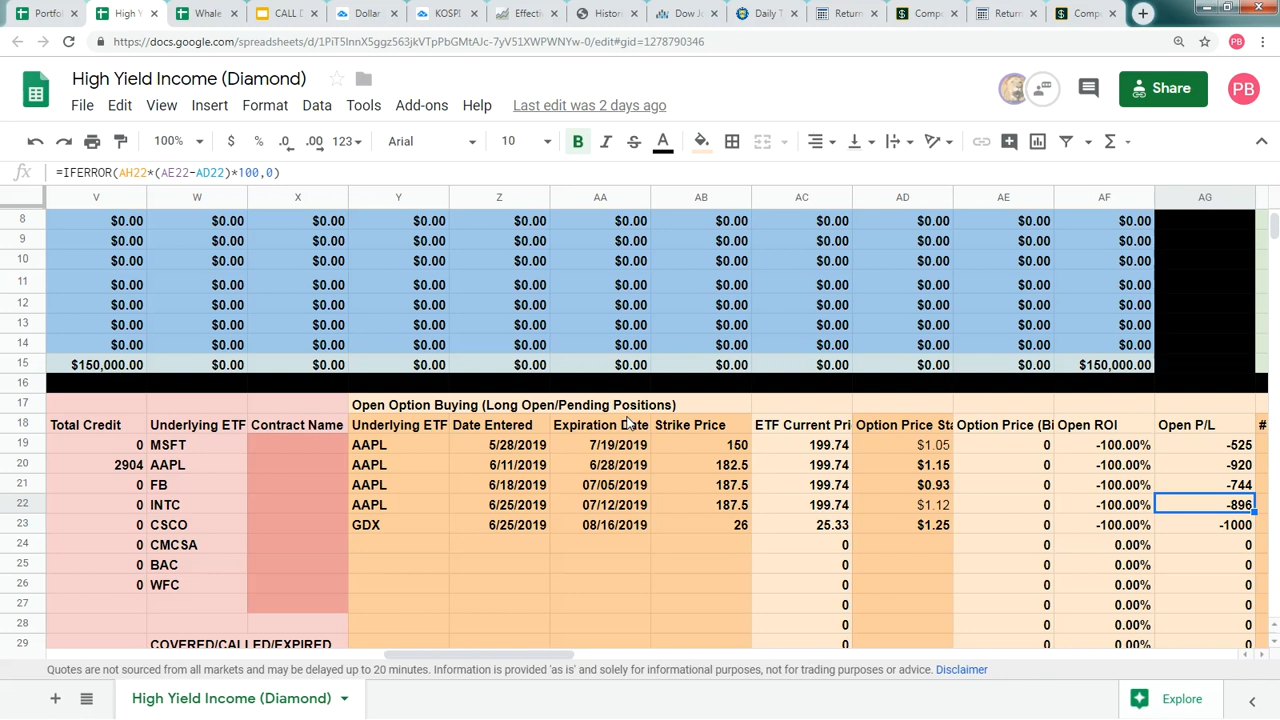 Portfo
High Y
Whale
CALL D
Dollar
KOSPI
Effecti
Histori
Dow Jo
Daily
Return
Compo
Return
Compo
https://docs.google.com/spreadsheets/d/1PiT5InnX5ggz563jkVTpPbGMtAJc-7yV51XWPWNYw-0/edit#gid=1278790346
PB
High Yield Income (Diamond)
File Edit View Insert Format Data Tools Add-ons Help Last edit was 2 days ago
Share
PB
100% $ % .0 .00 123 Arial 10 B I S A
fx =IFERROR(AH22*(AE22-AD22)*100,0)
V W X Y Z AA AB AC AD AE AF AG
8 $0.00 $0.00 $0.00 $0.00 $0.00 $0.00 $0.00 $0.00 $0.00 $0.00 $0.00
9 $0.00 $0.00 $0.00 $0.00 $0.00 $0.00 $0.00 $0.00 $0.00 $0.00 $0.00
10 $0.00 $0.00 $0.00 $0.00 $0.00 $0.00 $0.00 $0.00 $0.00 $0.00 $0.00
11 $0.00 $0.00 $0.00 $0.00 $0.00 $0.00 $0.00 $0.00 $0.00 $0.00 $0.00
12 $0.00 $0.00 $0.00 $0.00 $0.00 $0.00 $0.00 $0.00 $0.00 $0.00 $0.00
13 $0.00 $0.00 $0.00 $0.00 $0.00 $0.00 $0.00 $0.00 $0.00 $0.00 $0.00
14 $0.00 $0.00 $0.00 $0.00 $0.00 $0.00 $0.00 $0.00 $0.00 $0.00 $0.00
15 $150,000.00 $0.00 $0.00 $0.00 $0.00 $0.00 $0.00 $0.00 $0.00 $0.00 $150,000.00
16
17 Open Option Buying (Long Open/Pending Positions)
18 Total Credit Underlying ETF Contract Name Underlying ETF Date Entered Expiration Date Strike Price ETF Current Pri Option Price Sta Option Price (Bi Open ROI Open P/L #
19 0 MSFT AAPL 5/28/2019 7/19/2019 150 199.74 $1.05 0 -100.00% -525
20 2904 AAPL AAPL 6/11/2019 6/28/2019 182.5 199.74 $1.15 0 -100.00% -920
21 0 FB AAPL 6/18/2019 07/05/2019 187.5 199.74 $0.93 0 -100.00% -744
22 0 INTC AAPL 6/25/2019 07/12/2019 187.5 199.74 $1.12 0 -100.00% -896
23 0 CSCO GDX 6/25/2019 08/16/2019 26 25.33 $1.25 0 -100.00% -1000
24 0 CMCSA 0 0 0.00% 0
25 0 BAC 0 0 0.00% 0
26 0 WFC 0 0 0.00% 0
27 0 0 0.00% 0
28 0 0 0.00% 0
29 COVERED/CALLED/EXPIRED 0 0 0.00% 0
Quotes are not sourced from all markets and may be delayed up to 20 minutes. Information is provided 'as is' and solely for informational purposes, not for trading purposes or advice. Disclaimer
High Yield Income (Diamond)
Explore